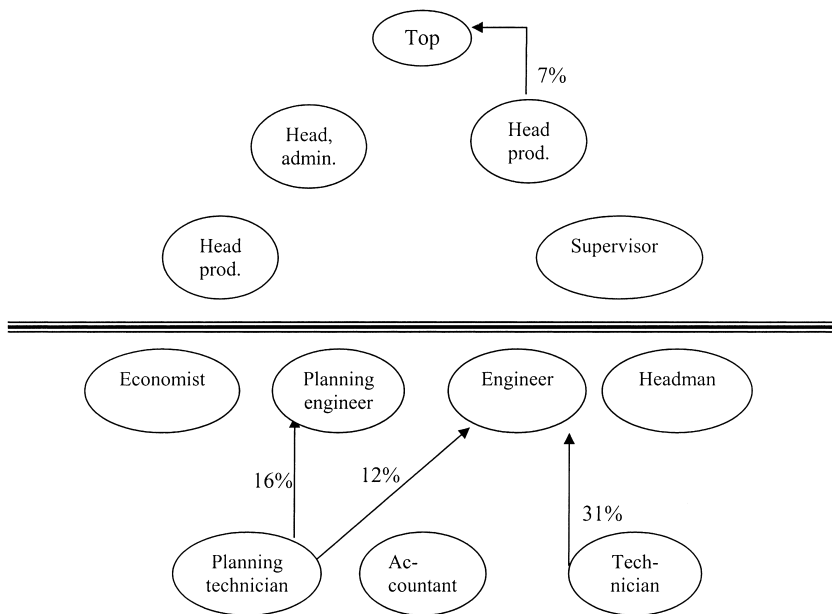 Top
7%
Head,
admin.
Head
prod.
Head
prod.
Supervisor
Economist
Planning
engineer
Engineer
Headman
16%
12%
31%
Planning
technician
Ac-
countant
Tech-
nician